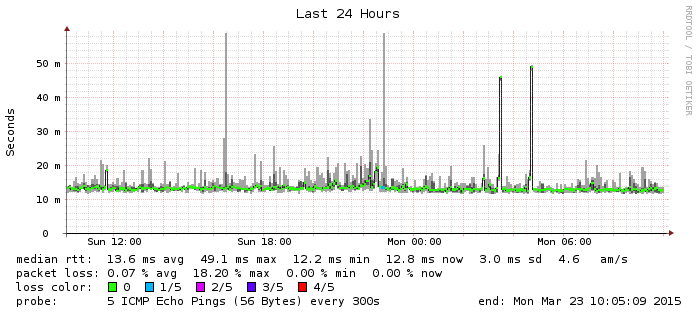 Last 24 Hours
RRDTOOL / TOBI OETIKER
Seconds
50 m
40 m
30 m
20 m
10 m
0
Sun 12:00 Sun 18:00 Mon 00:00 Mon 06:00
median rtt: 13.6 ms avg 49.1 ms max 12.2 ms min 12.8 ms now 3.0 ms sd 4.6 am/s
packet loss: 0.07 % avg 18.20 % max 0.00 % min 0.00 % now
loss color: 0 1/5 2/5 3/5 4/5
probe: 5 ICMP Echo Pings (56 Bytes) every 300s end: Mon Mar 23 10:05:09 2015